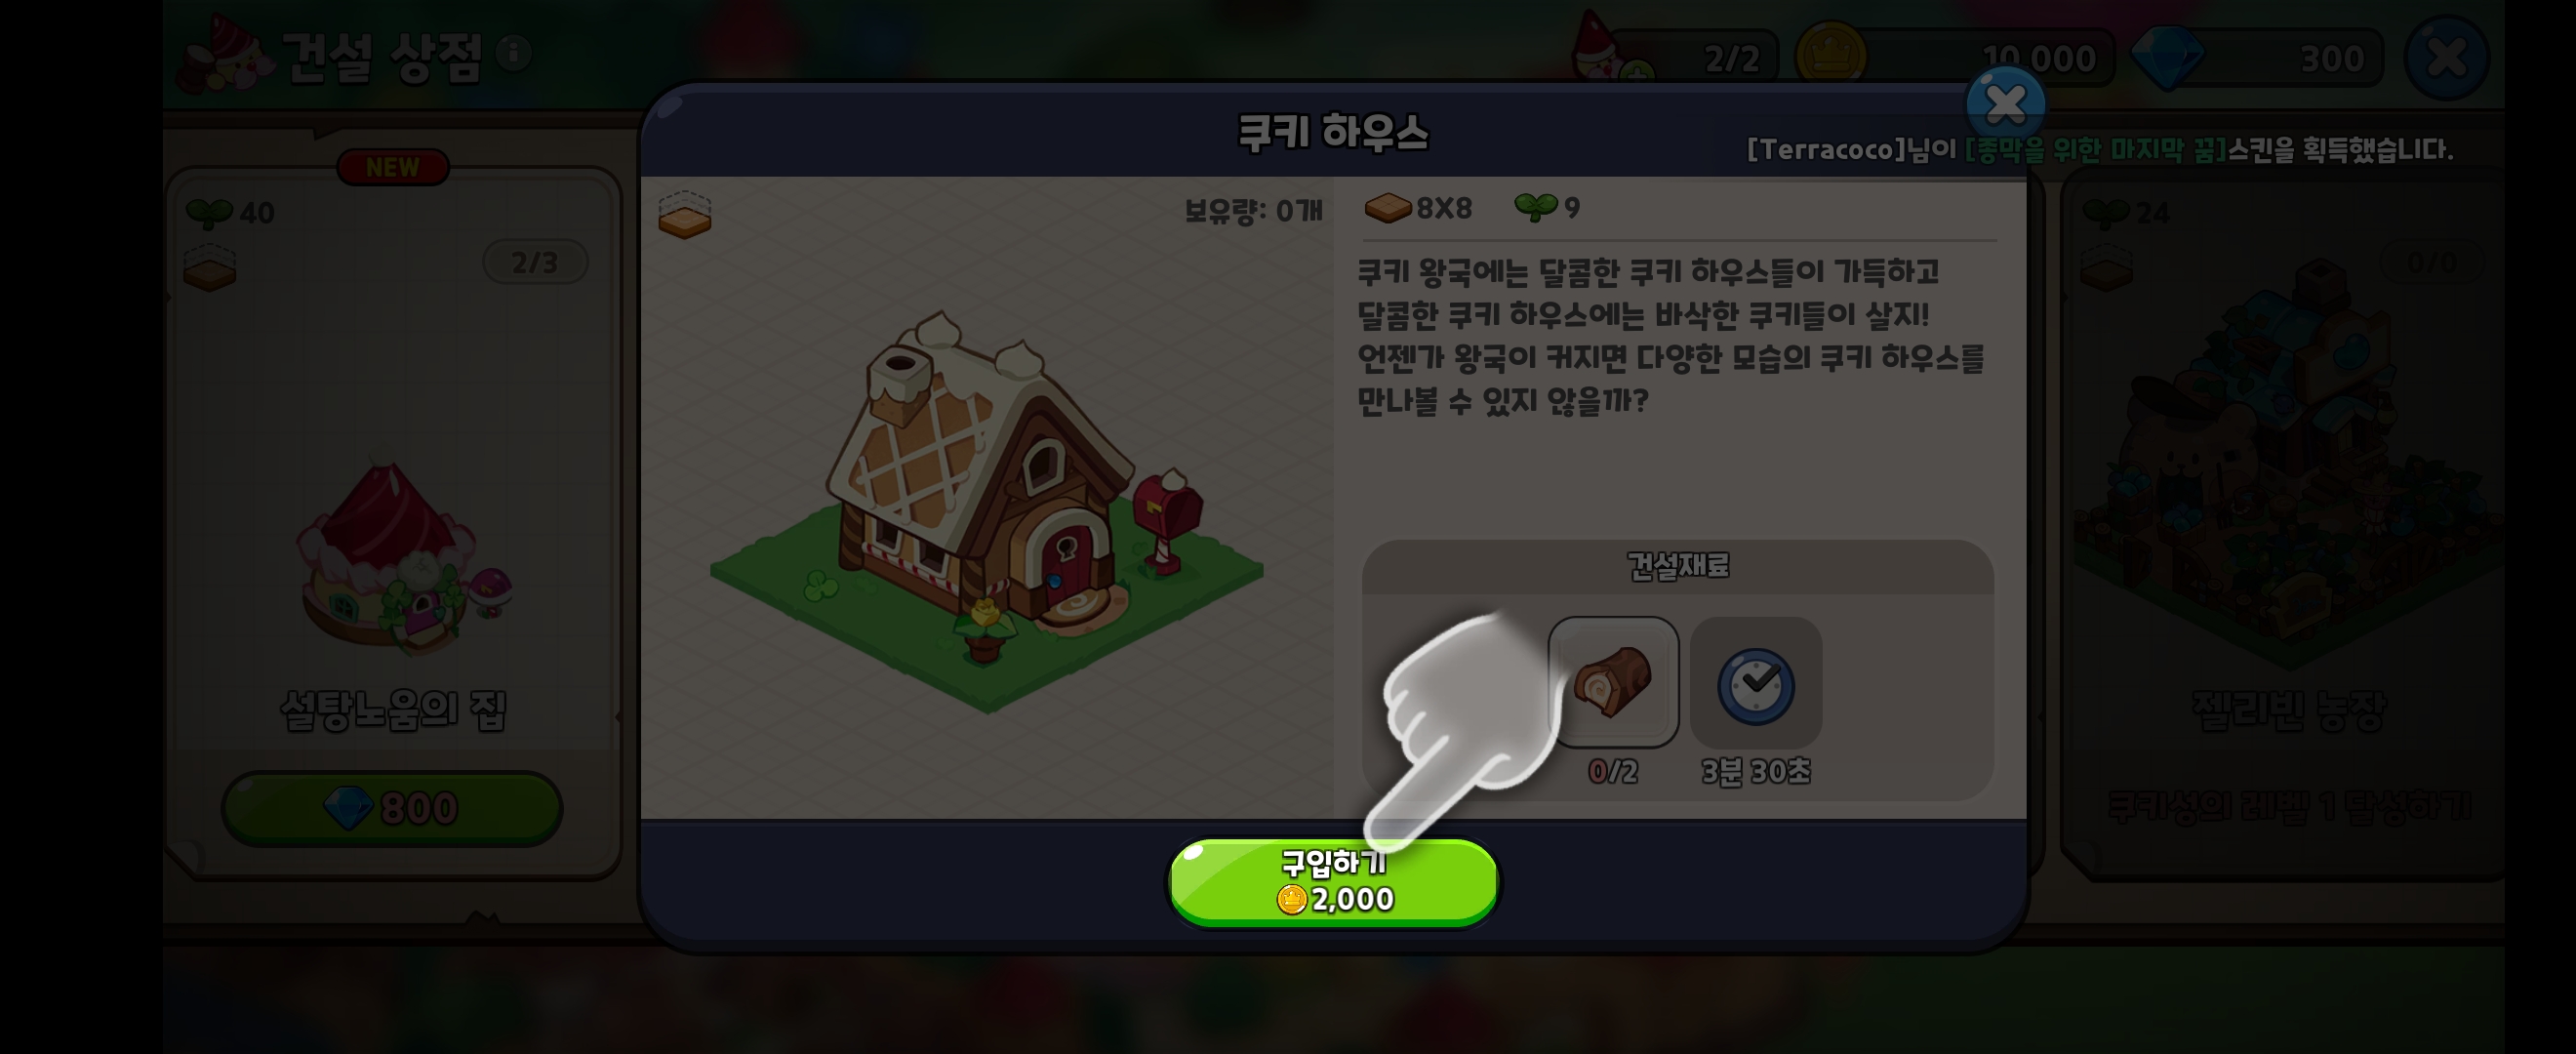 건설 상점
2/2
10,000
300
쿠키 하우스
[Terracoco]님이 [종막을 위한 마지막 꿈]스킨을 획득했습니다.
NEW
40
2/3
설탕노움의 집
800
보유량: 0개
8X8
9
쿠키 왕국에는 달콤한 쿠키 하우스들이 가득하고
달콤한 쿠키 하우스에는 바삭한 쿠키들이 살지!
언젠가 왕국이 커지면 다양한 모습의 쿠키 하우스를
만나볼 수 있지 않을까?
건설재료
0/2
3분 30초
구입하기
2,000
24
0/0
젤리빈 농장
쿠키성의 레벨 1 달성하기